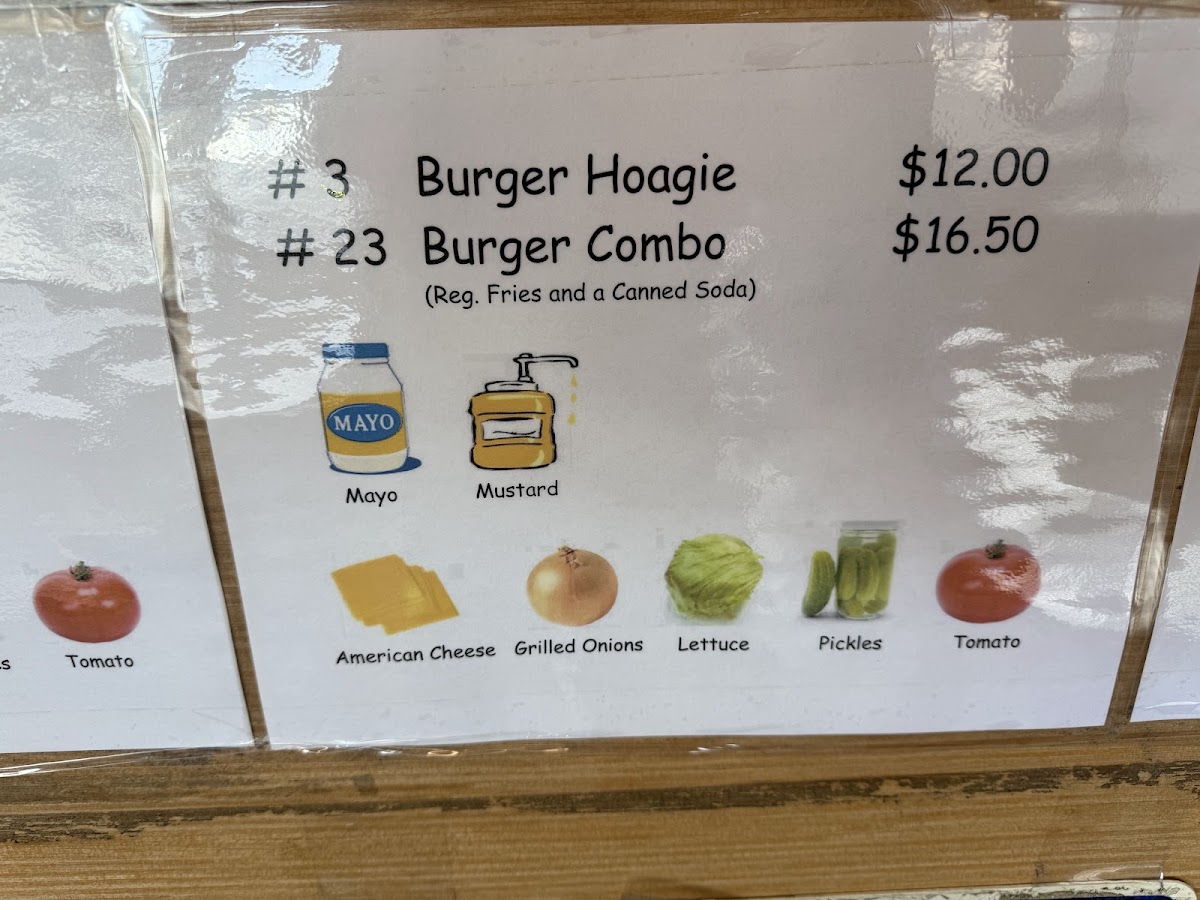 # 3 Burger Hoagie $12.00
# 23 Burger Combo $16.50
(Reg. Fries and a Canned Soda)
MAYO
Mayo Mustard
American Cheese Grilled Onions Lettuce Pickles Tomato
Tomato